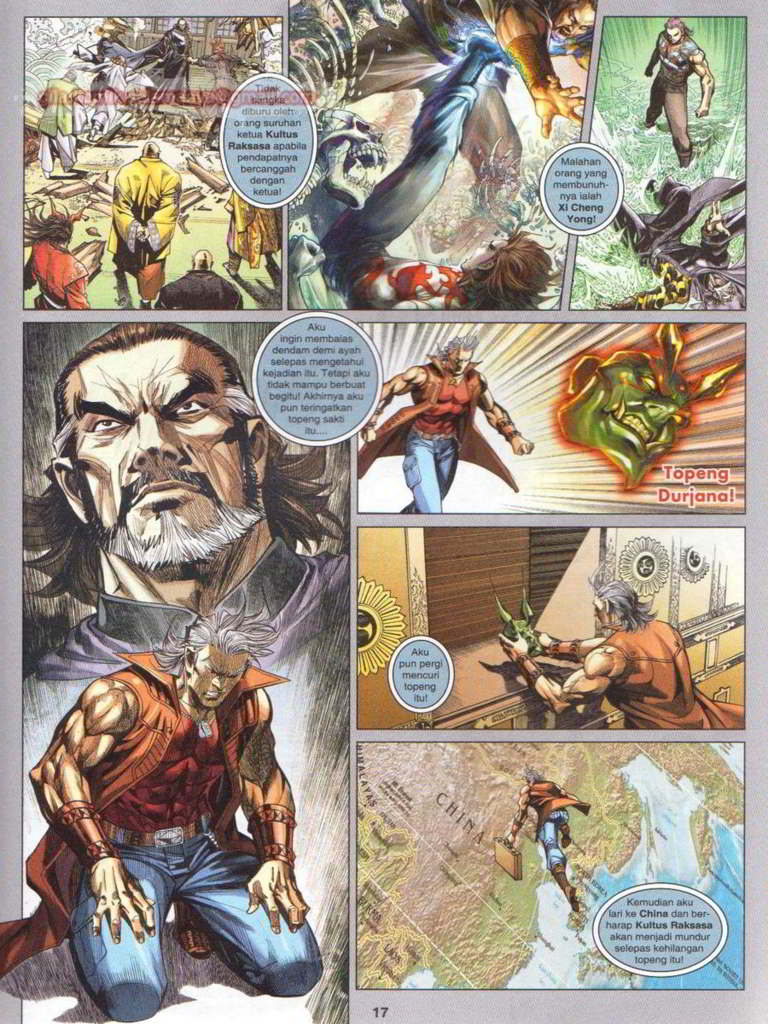 Tidak
sangka
diburu oleh
orang suruhan
ketua Kultus
Raksasa apabila
pendapatnya
bercanggah
dengan
ketua!
Malahan
orang yang
membunuh-
nya ialah
Xi Cheng
Yong!
Aku
ingin membalas
dendam demi ayah
selepas mengetahui
kejadian itu. Tetapi aku
tidak mampu berbuat
begitu! Akhirnya aku
pun teringatkan
topeng sakti
itu....
Topeng
Durjana!
Aku
pun pergi
mencuri
topeng
itu!
CHINA
Kemudian aku
lari ke China dan ber-
harap Kultus Raksasa
akan menjadi mundur
selepas kehilangan
topeng itu!
17